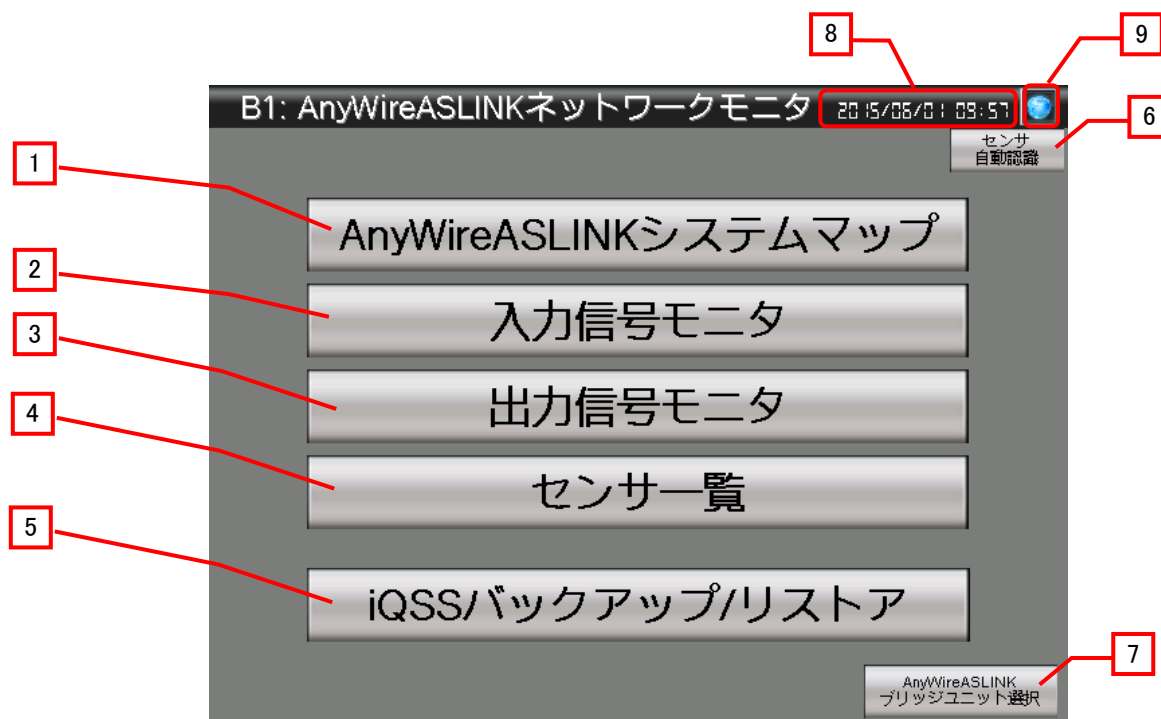 8
9
B1: AnyWireASLINKネットワークモニタ 2015/06/01 09:57
6
センサ
自動認識
1
AnyWireASLINKシステムマップ
2
入力信号モニタ
3
出力信号モニタ
4
センサ一覧
5
iQSSバックアップ/リストア
7
AnyWireASLINK
ブリッジユニット選択